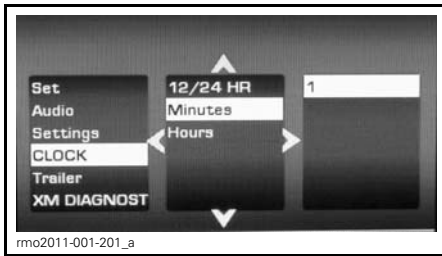 Set
Audio
Settings
CLOCK
Trailer
XM DIAGNOST
12/24 HR
Minutes
Hours
1
rmo2011-001-201_a